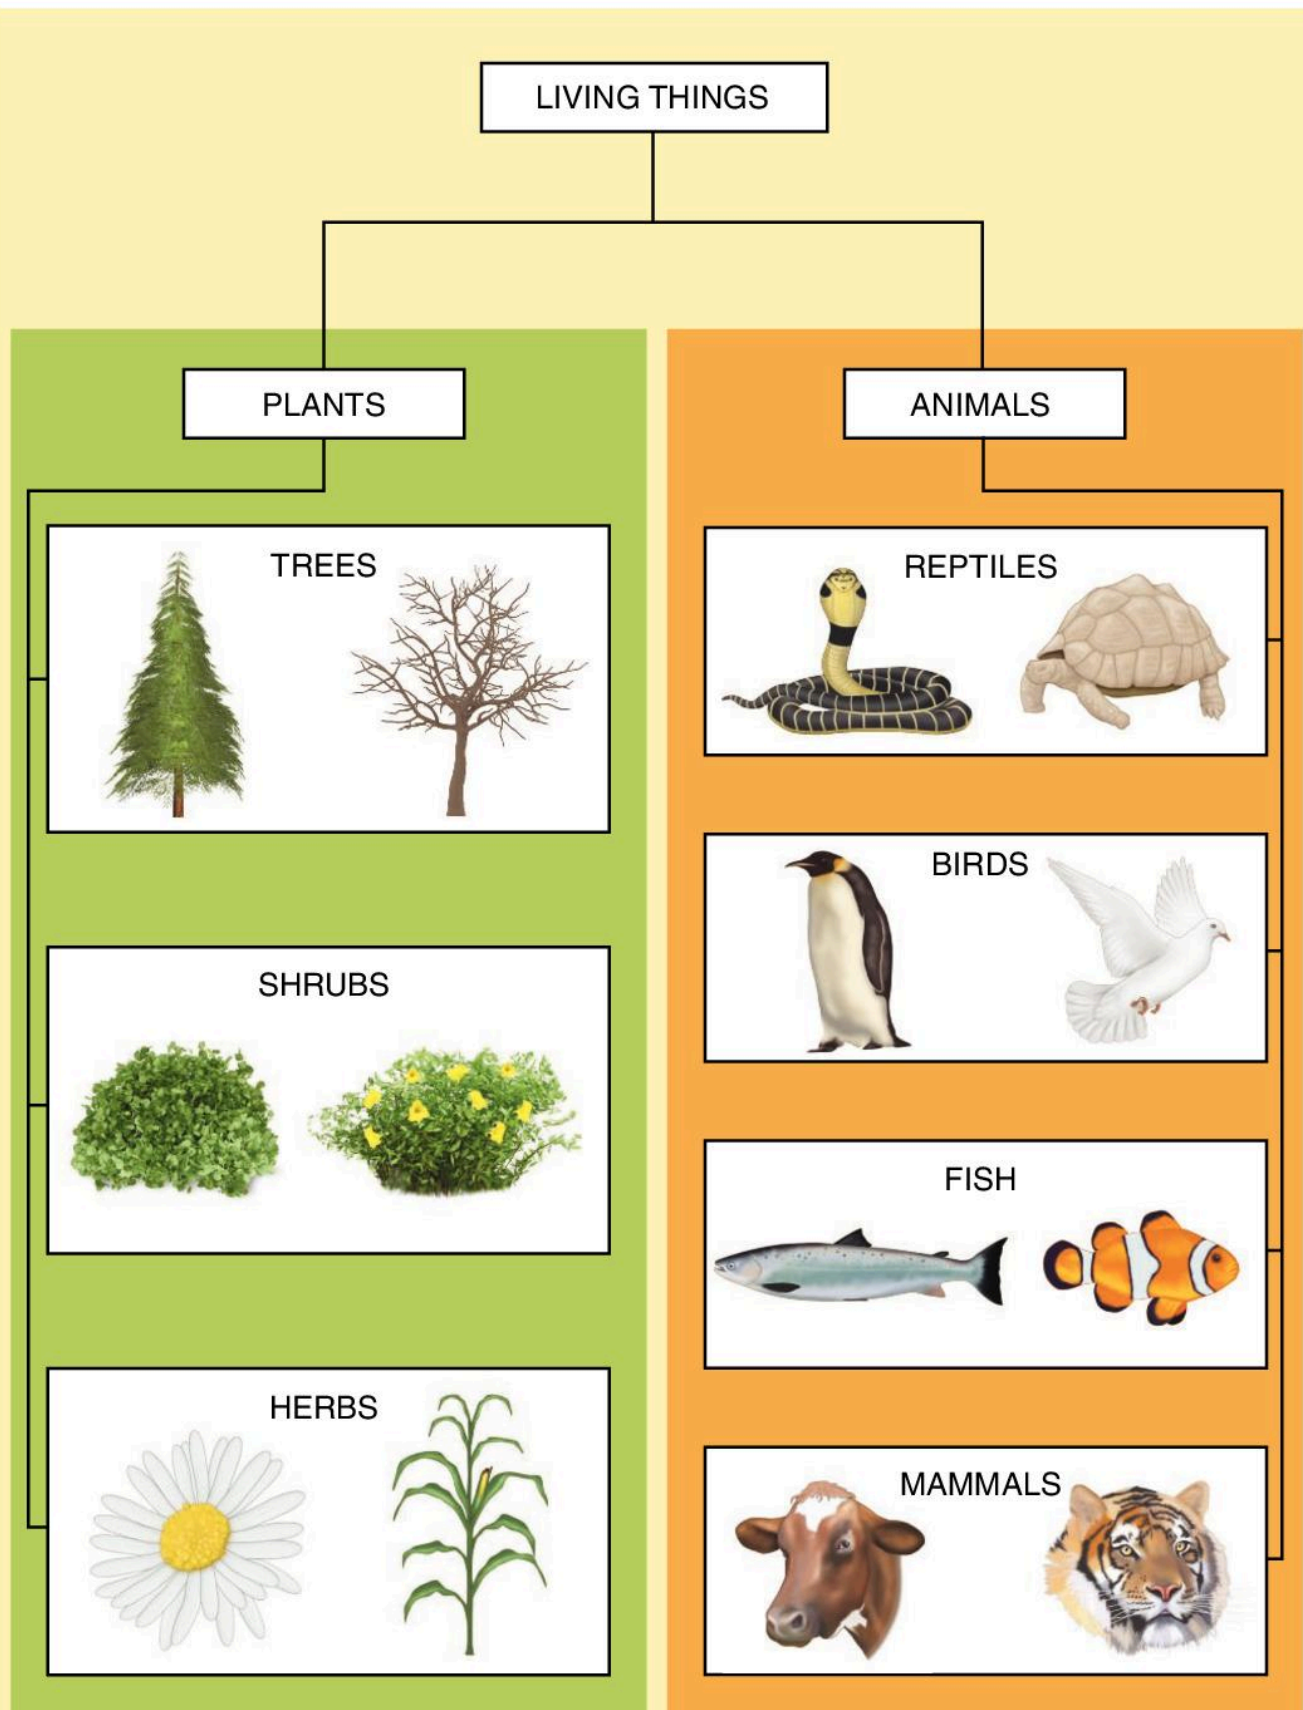 LIVING THINGS
PLANTS
TREES
SHRUBS
HERBS
ANIMALS
REPTILES
BIRDS
FISH
MAMMALS